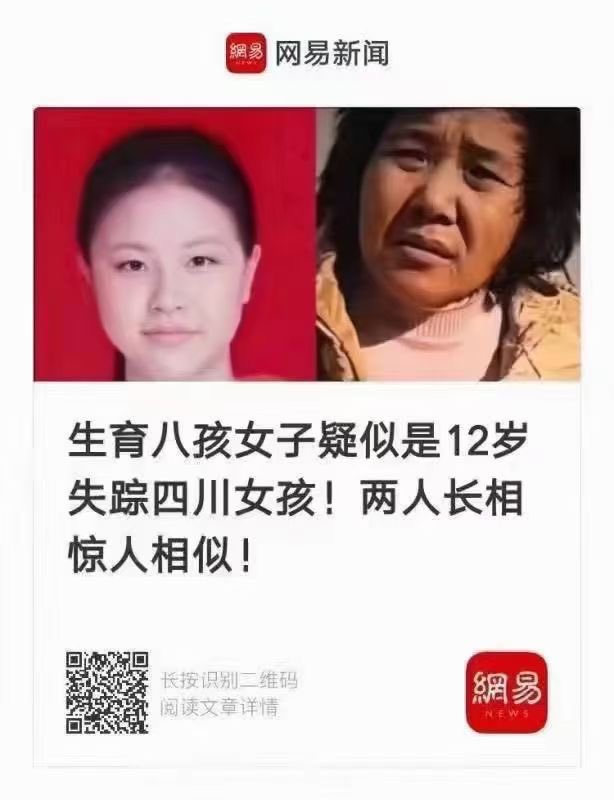 網易
NEWS
网易新闻
生育八孩女子疑似是12岁
失踪四川女孩！两人长相
惊人相似！
长按识别二维码
阅读文章详情
網易
NEWS